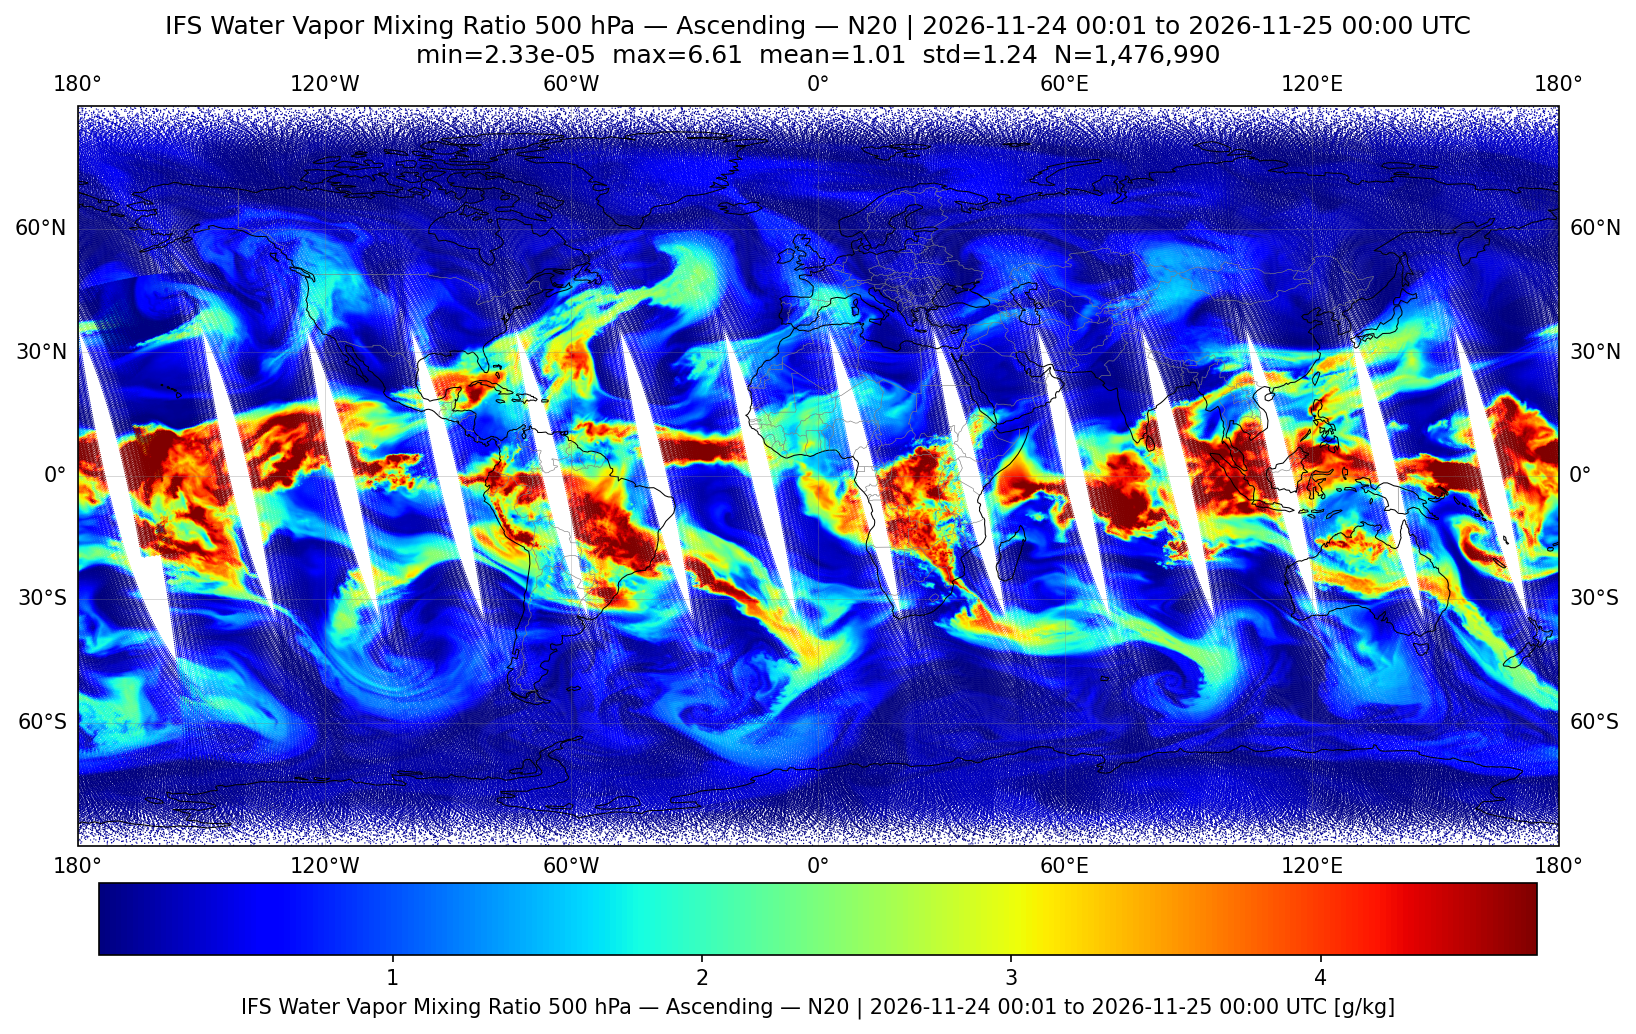 IFS Water Vapor Mixing Ratio 500 hPa — Ascending — N20 | 2026-11-24 00:01 to 2026-11-25 00:00 UTC
min=2.33e-05 max=6.61 mean=1.01 std=1.24 N=1,476,990
180° 120°W 60°W 0° 60°E 120°E 180°
60°N 60°N
30°N 30°N
0° 0°
30°S 30°S
60°S 60°S
180° 120°W 60°W 0° 60°E 120°E 180°
1 2 3 4
IFS Water Vapor Mixing Ratio 500 hPa — Ascending — N20 | 2026-11-24 00:01 to 2026-11-25 00:00 UTC [g/kg]